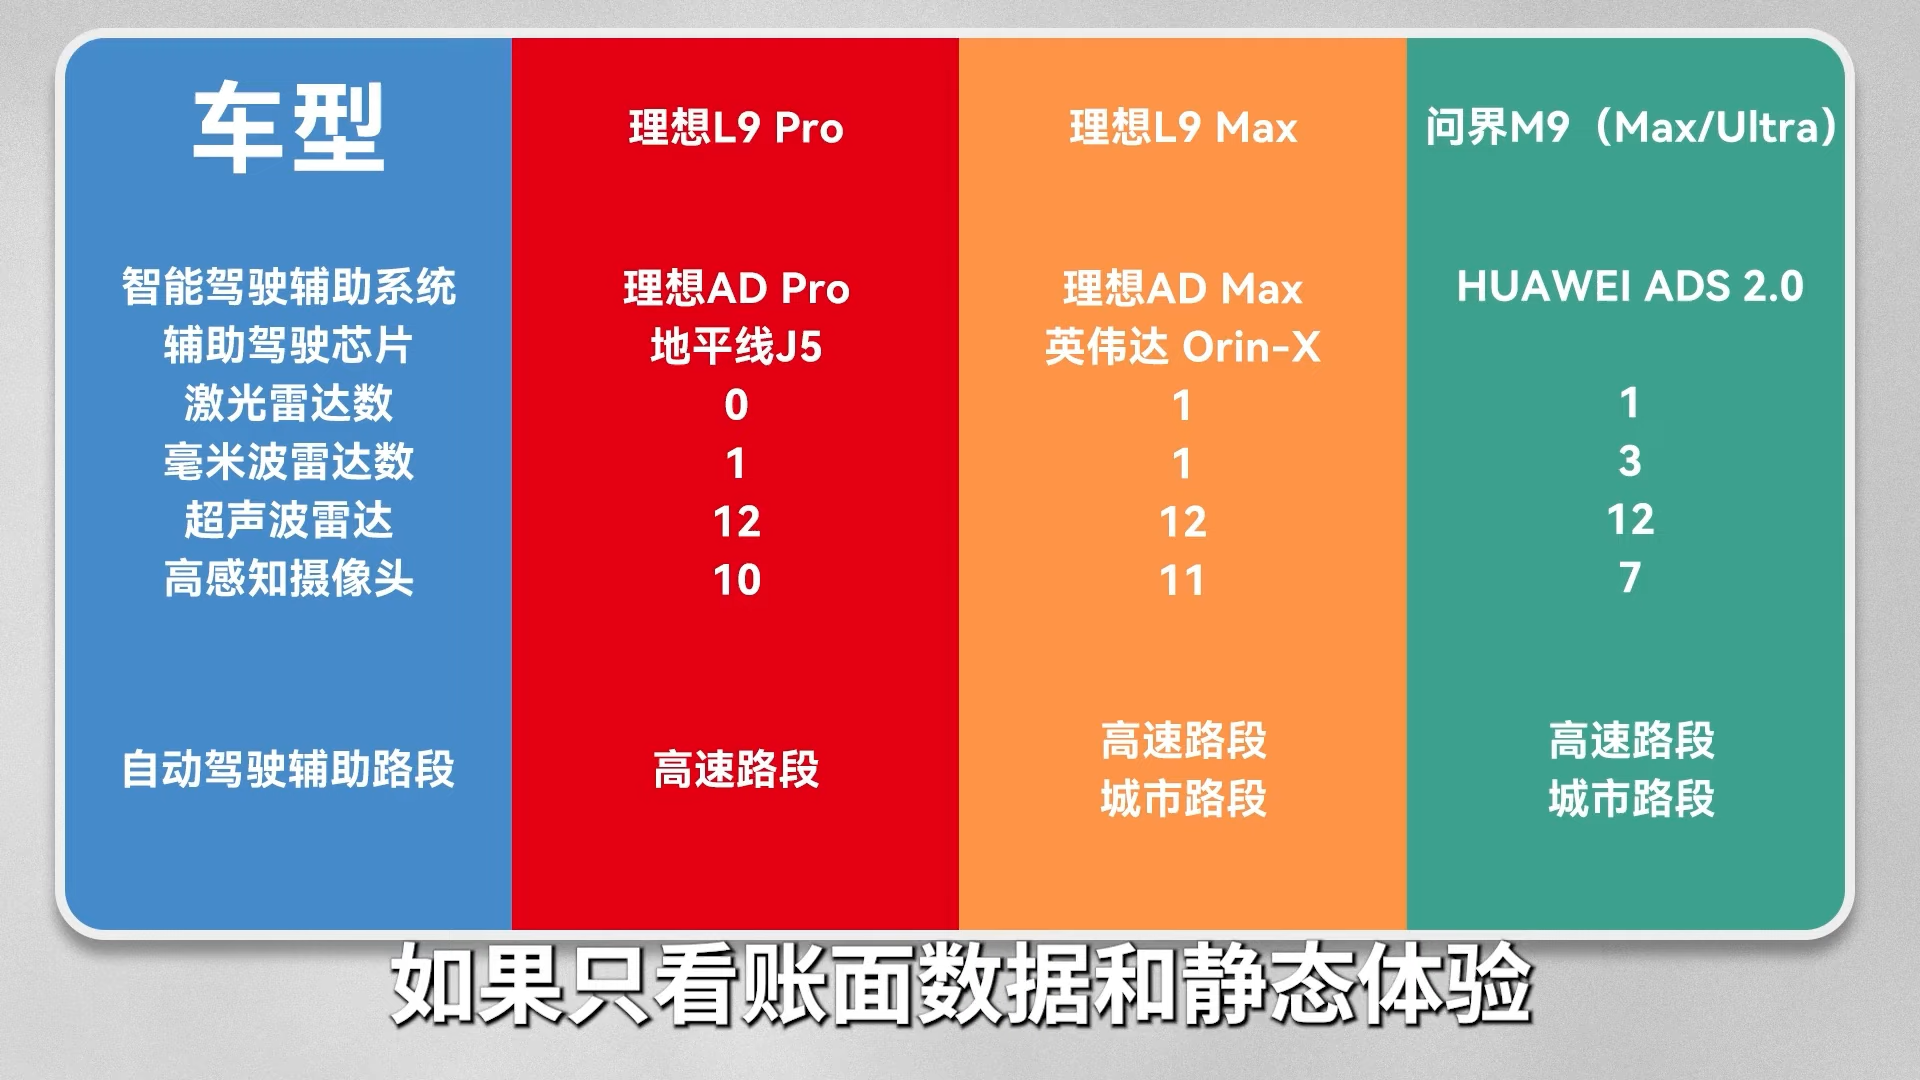 车型 理想L9 Pro 理想L9 Max 问界M9（Max/Ultra）
智能驾驶辅助系统 理想AD Pro 理想AD Max HUAWEI ADS 2.0
辅助驾驶芯片 地平线J5 英伟达 Orin-X
激光雷达数 0 1 1
毫米波雷达数 1 1 3
超声波雷达 12 12 12
高感知摄像头 10 11 7
自动驾驶辅助路段 高速路段 高速路段 高速路段
城市路段 城市路段
如果只看账面数据和静态体验